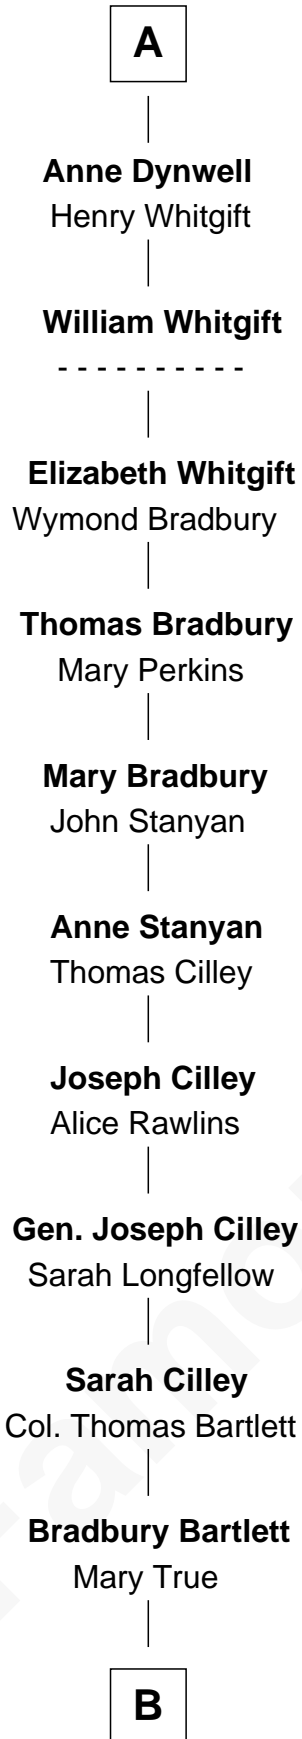 A
Anne Dynwell
Henry Whitgift
William Whitgift
- - - - - - - - - -
Elizabeth Whitgift
Wymond Bradbury
Thomas Bradbury
Mary Perkins
Mary Bradbury
John Stanyan
Anne Stanyan
Thomas Cilley
Joseph Cilley
Alice Rawlins
Gen. Joseph Cilley
Sarah Longfellow
Sarah Cilley
Col. Thomas Bartlett
Bradbury Bartlett
Mary True
B